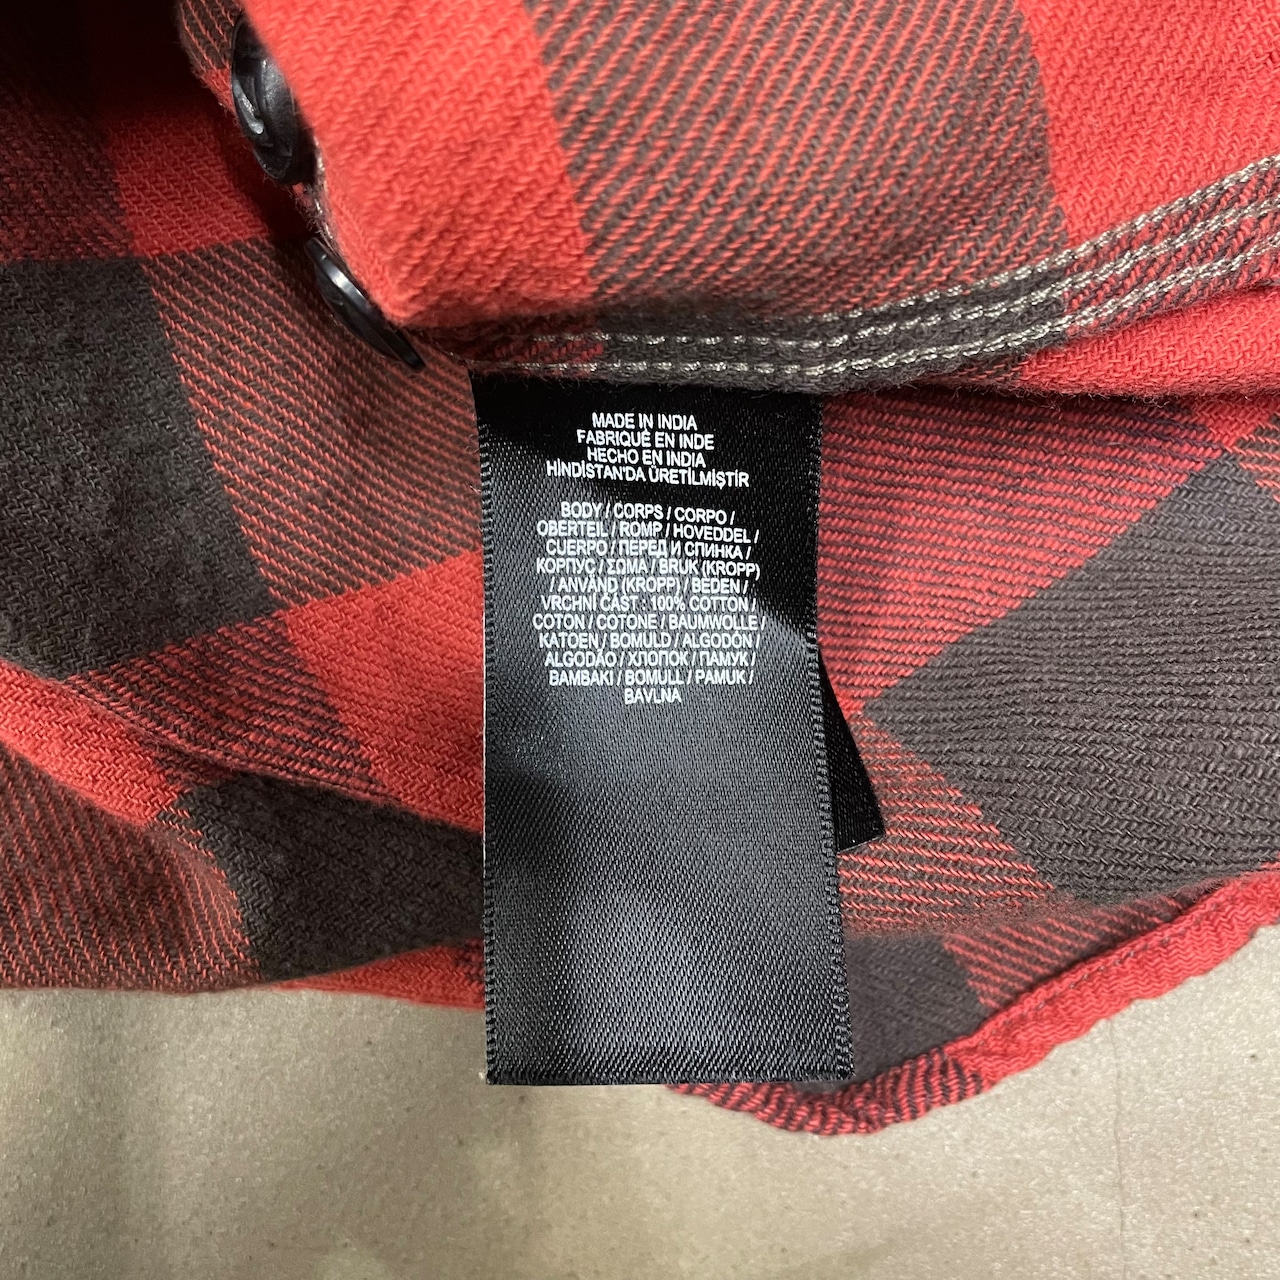 MADE IN INDIA
FABRIQUÉ EN INDE
HECHO EN INDIA
HİNDİSTAN'DA ÜRETİLMİŞTİR
BODY / CORPS / CORPO /
OBERTEIL / ROMP / HOVEDDEL /
CUERPO / ПЕРЕД И СПИНКА /
КОРПУС / ΣΩΜΑ / BRUK (KROPP)
/ ANVÄND (KROPP) / BEDEN /
VRCHNÍ ČÁST : 100% COTTON /
COTON / COTONE / BAUMWOLLE /
KATOEN / BOMULD / ALGODÓN /
ALGODÃO / ХЛОПОК / ПАМУК /
BAMBAKI / BOMULL / PAMUK /
BAVLNA